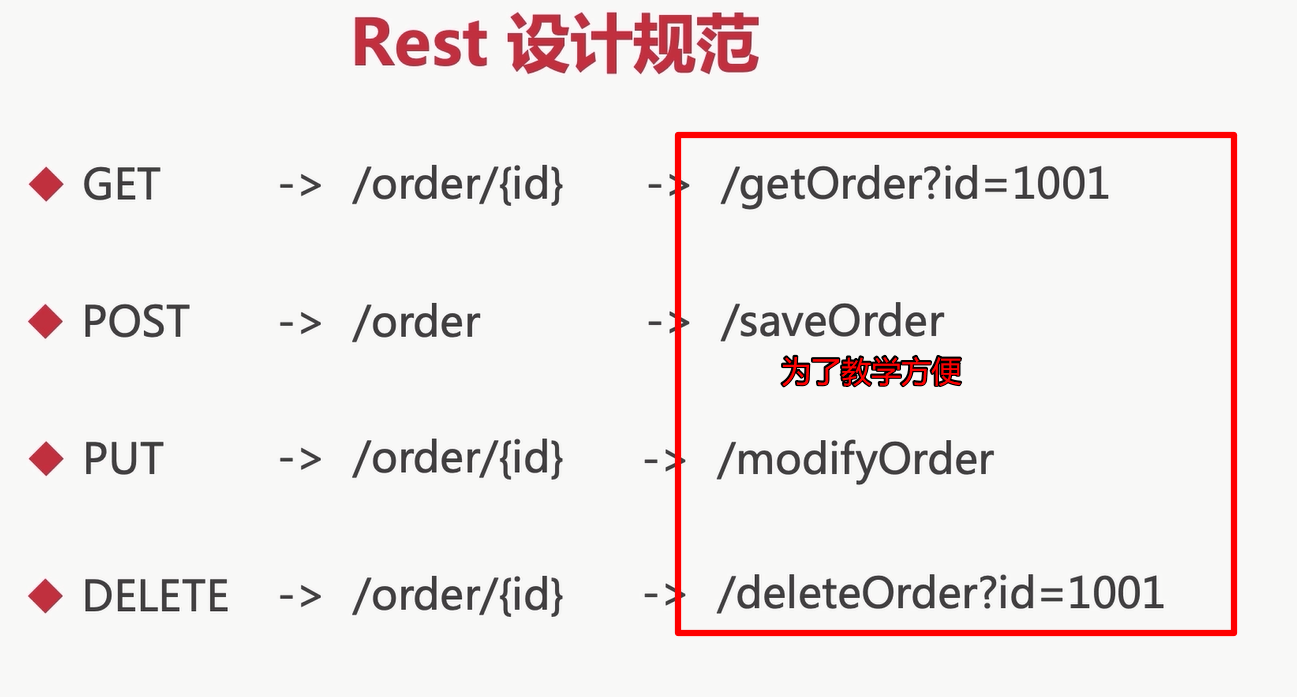 Rest 设计规范
GET -> /order/{id} -> /getOrder?id=1001
POST -> /order -> /saveOrder
为了教学方便
PUT -> /order/{id} -> /modifyOrder
DELETE -> /order/{id} -> /deleteOrder?id=1001